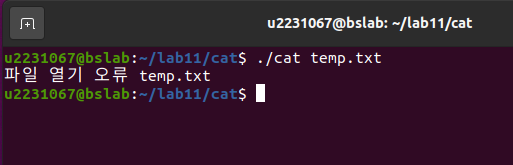 u2231067@bslab: ~/lab11/cat
u2231067@bslab:~/lab11/cat$ ./cat temp.txt
파일 열기 오류 temp.txt
u2231067@bslab:~/lab11/cat$